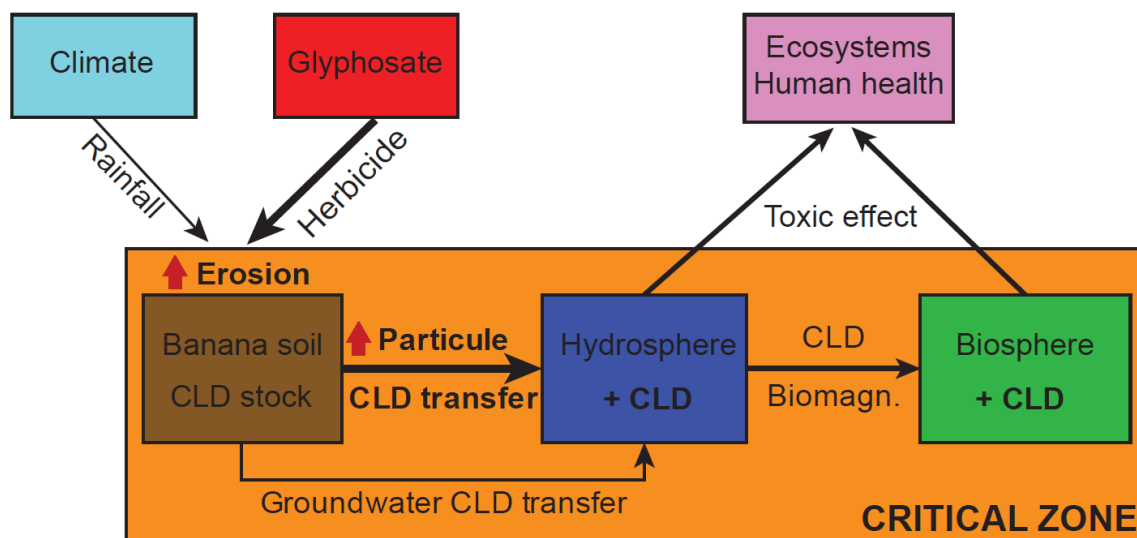 Climate
Glyphosate
Ecosystems
Human health
Rainfall
Herbicide
Toxic effect
Erosion
Banana soil
CLD stock
Particule
CLD transfer
Hydrosphere
+ CLD
CLD
Biomagn.
Biosphere
+ CLD
Groundwater CLD transfer
CRITICAL ZONE